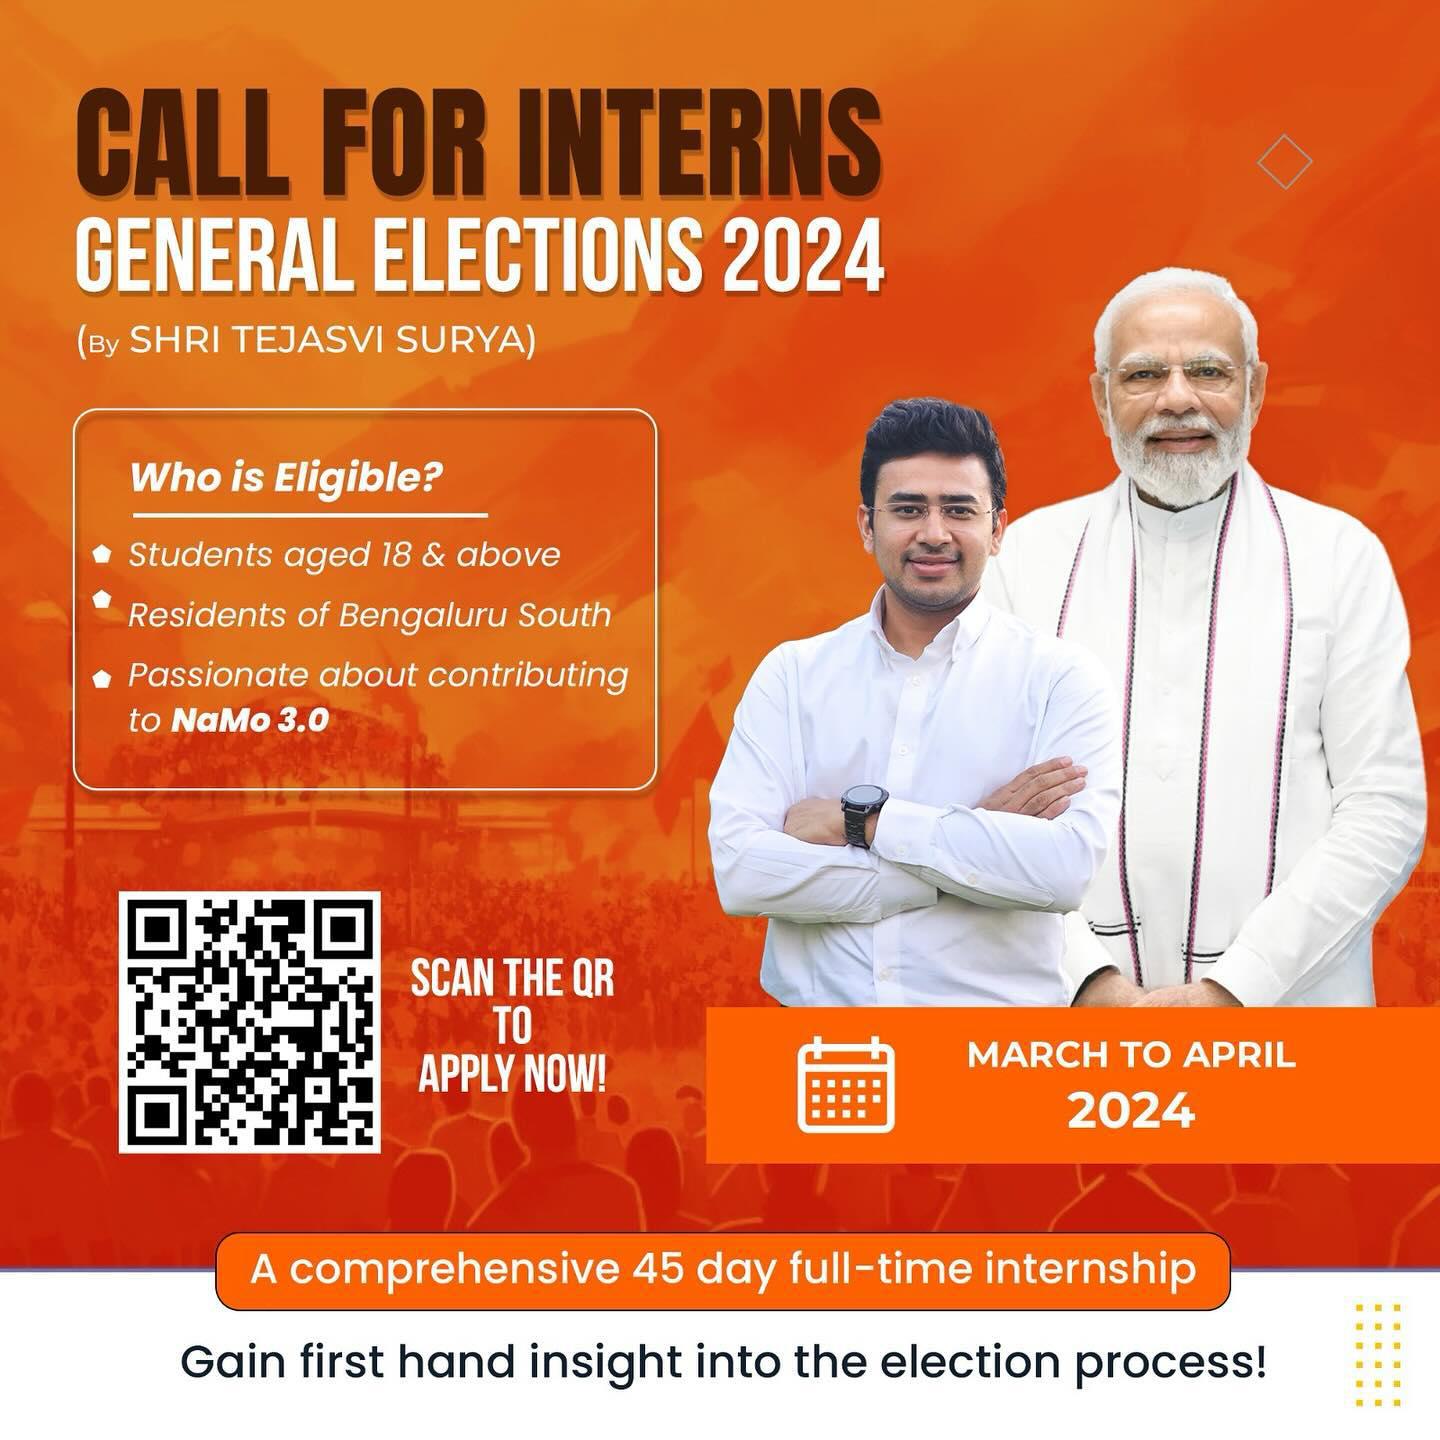 CALL FOR INTERNS
GENERAL ELECTIONS 2024
(By SHRI TEJASVI SURYA)
Who is Eligible?
Students aged 18 & above
Residents of Bengaluru South
Passionate about contributing
to NaMo 3.0
SCAN THE QR
TO
APPLY NOW!
MARCH TO APRIL
2024
A comprehensive 45 day full-time internship
Gain first hand insight into the election process!